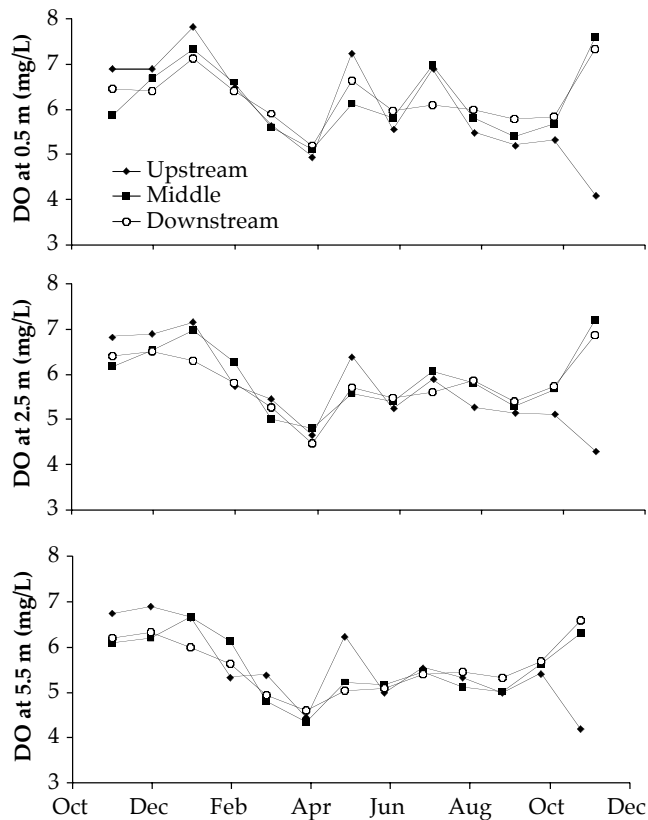 8
7
6
5
4
3
DO at 0.5 m (mg/L)
Upstream
Middle
Downstream
8
7
6
5
4
3
DO at 2.5 m (mg/L)
8
7
6
5
4
3
DO at 5.5 m (mg/L)
Oct Dec Feb Apr Jun Aug Oct Dec